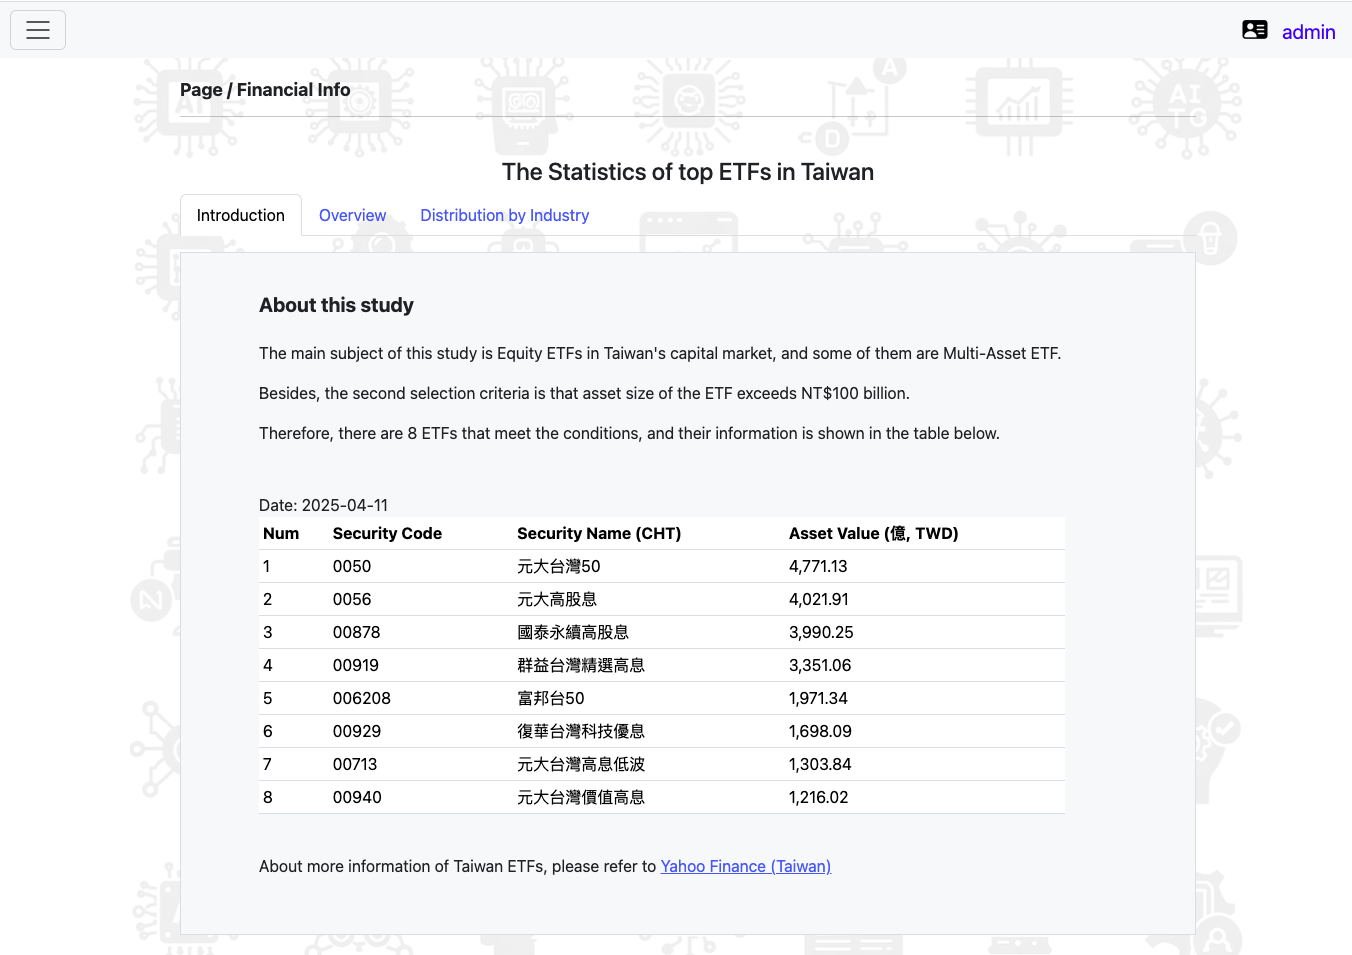 admin
Page / Financial Info
The Statistics of top ETFs in Taiwan
Introduction Overview Distribution by Industry
About this study
The main subject of this study is Equity ETFs in Taiwan's capital market, and some of them are Multi-Asset ETF.
Besides, the second selection criteria is that asset size of the ETF exceeds NT$100 billion.
Therefore, there are 8 ETFs that meet the conditions, and their information is shown in the table below.
Date: 2025-04-11
Num Security Code Security Name (CHT) Asset Value (億, TWD)
1 0050 元大台灣50 4,771.13
2 0056 元大高股息 4,021.91
3 00878 國泰永續高股息 3,990.25
4 00919 群益台灣精選高息 3,351.06
5 006208 富邦台50 1,971.34
6 00929 復華台灣科技優息 1,698.09
7 00713 元大台灣高息低波 1,303.84
8 00940 元大台灣價值高息 1,216.02
About more information of Taiwan ETFs, please refer to Yahoo Finance (Taiwan)